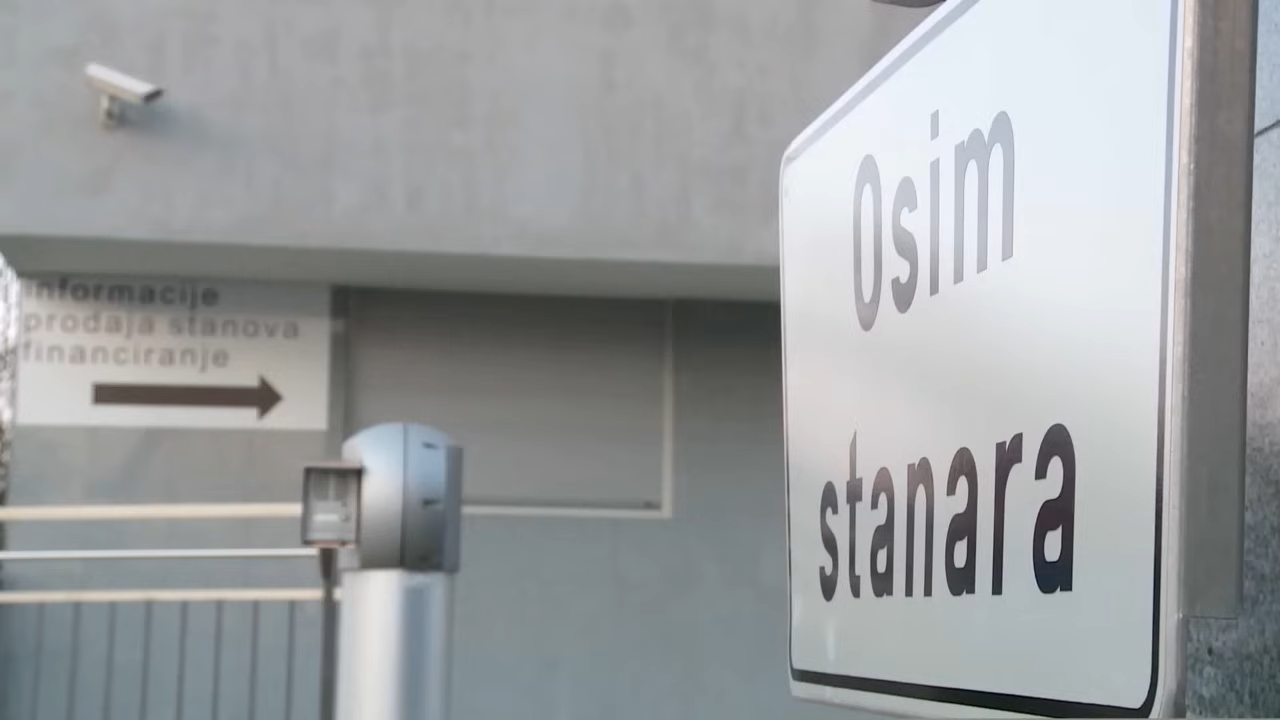 informacije
prodaja stanova
financiranje
Osim
stanara